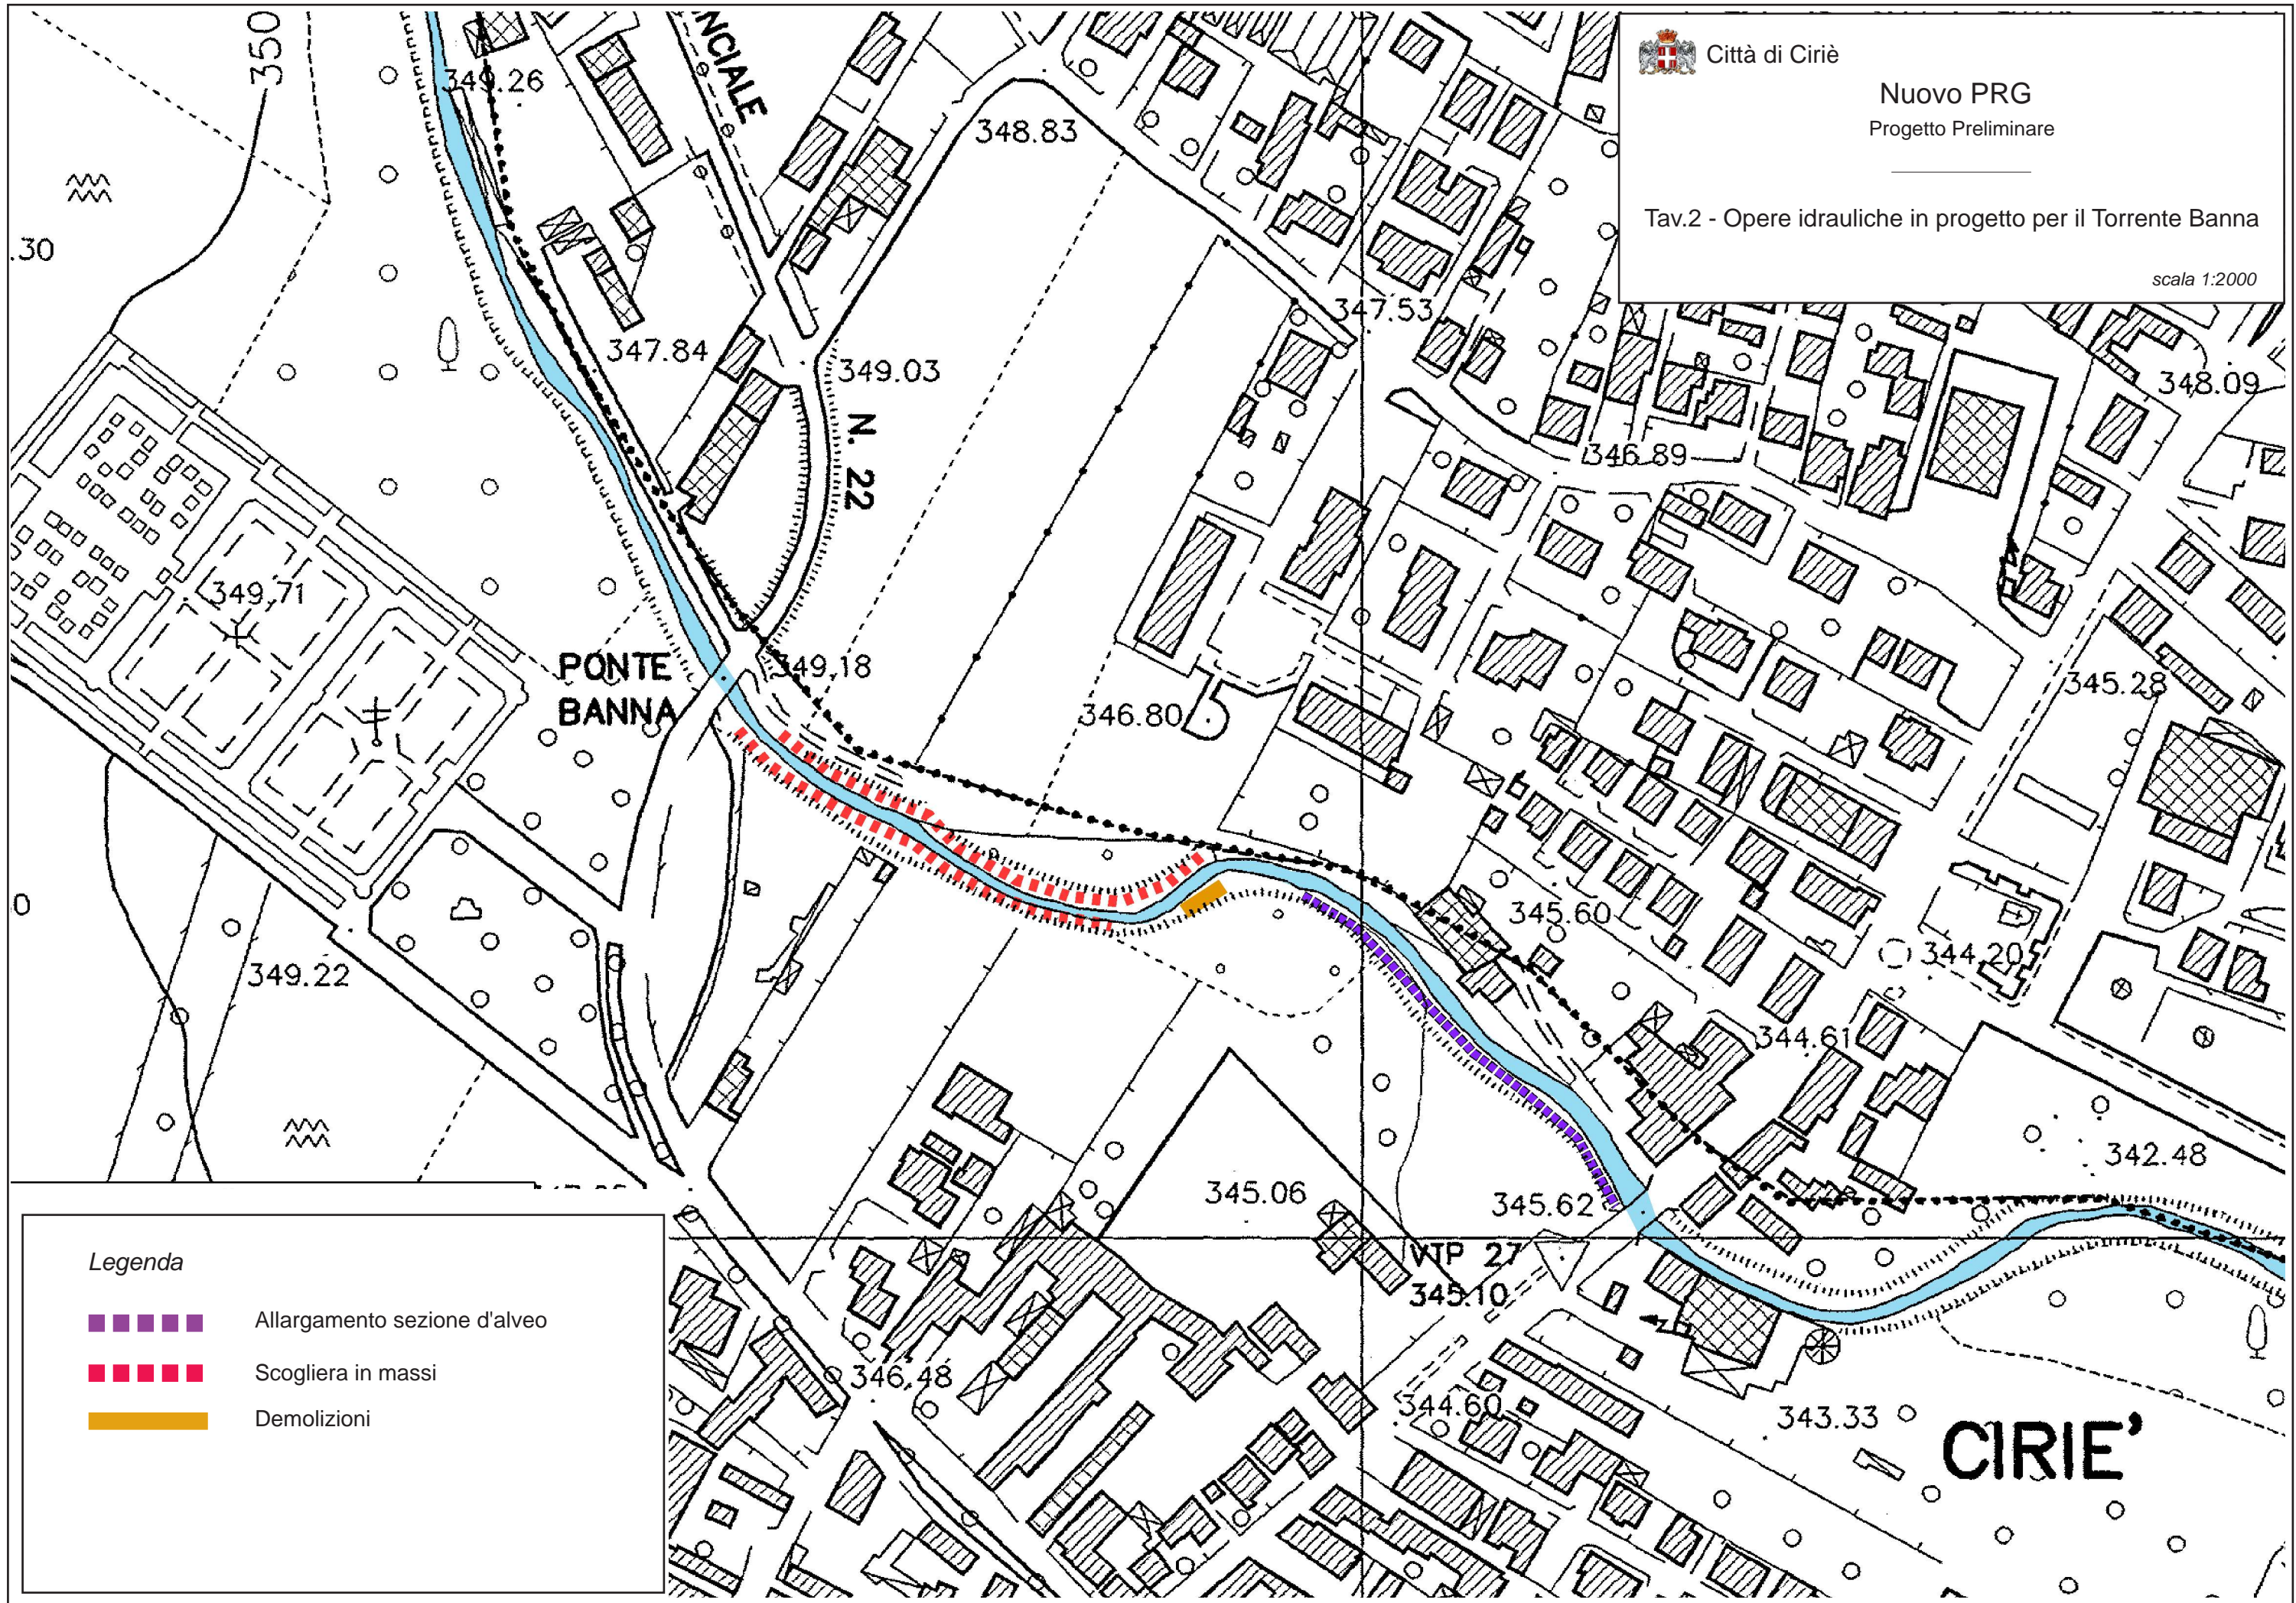 Città di Ciriè
Nuovo PRG
Progetto Preliminare
Tav.2 - Opere idrauliche in progetto per il Torrente Banna
scala 1:2000
350
349.26
NCIALE
348.83
.30
347.53
347.84
349.03
348.09
N. 22
346.89
349.71
PONTE
BANNA
349.18
345.28
346.80
0
345.60
349.22
344.20
344.61
342.48
345.06
345.62
VTP 27
345.10
346.48
344.60
343.33
CIRIE'
Legenda
Allargamento sezione d'alveo
Scogliera in massi
Demolizioni